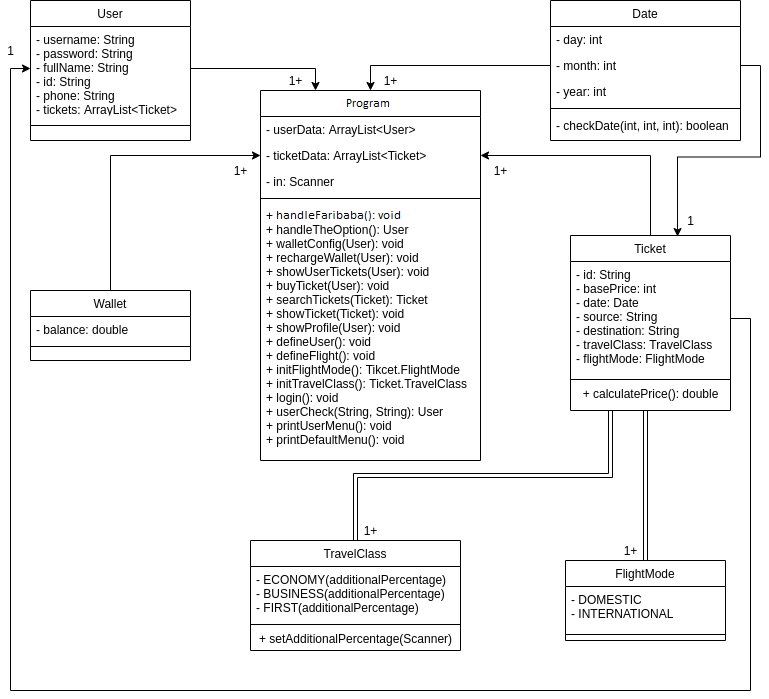 User
- username: String
- password: String
- fullName: String
- id: String
- phone: String
- tickets: ArrayList<Ticket>
1
Date
- day: int
- month: int
- year: int
- checkDate(int, int, int): boolean
1+
1+
Program
- userData: ArrayList<User>
- ticketData: ArrayList<Ticket>
- in: Scanner
+ handleFaribaba(): void
+ handleTheOption(): User
+ walletConfig(User): void
+ rechargeWallet(User): void
+ showUserTickets(User): void
+ buyTicket(User): void
+ searchTickets(Ticket): Ticket
+ showTicket(Ticket): void
+ showProfile(User): void
+ defineUser(): void
+ defineFlight(): void
+ initFlightMode(): Tikcet.FlightMode
+ initTravelClass(): Ticket.TravelClass
+ login(): void
+ userCheck(String, String): User
+ printUserMenu(): void
+ printDefaultMenu(): void
1+
1+
Wallet
- balance: double
1
Ticket
- id: String
- basePrice: int
- date: Date
- source: String
- destination: String
- travelClass: TravelClass
- flightMode: FlightMode
+ calculatePrice(): double
1+
TravelClass
- ECONOMY(additionalPercentage)
- BUSINESS(additionalPercentage)
- FIRST(additionalPercentage)
+ setAdditionalPercentage(Scanner)
1+
FlightMode
- DOMESTIC
- INTERNATIONAL